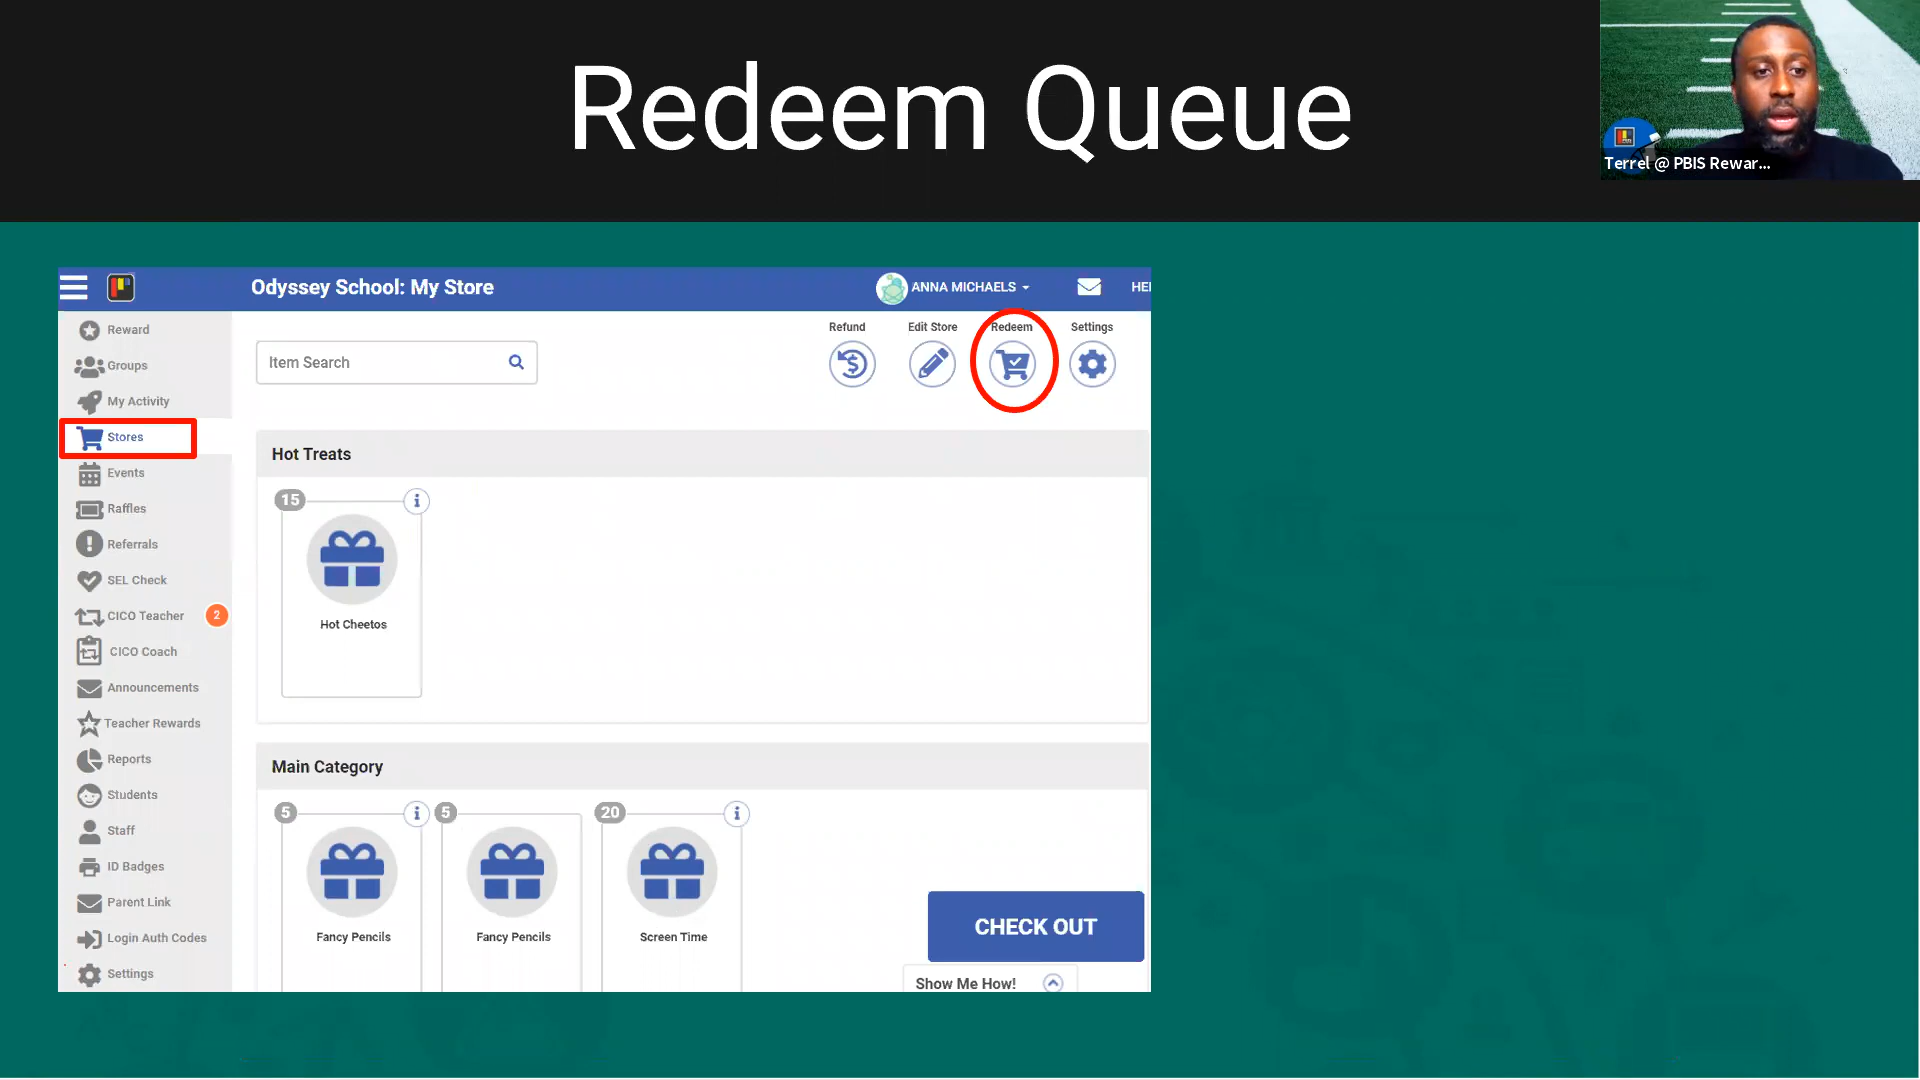 Redeem Queue
Terrel @ PBIS Rewar...
Odyssey School: My Store
ANNA MICHAELS
HEI
Reward
Groups
My Activity
Stores
Events
Raffles
Referrals
SEL Check
CICO Teacher
2
CICO Coach
Announcements
Teacher Rewards
Reports
Students
Staff
ID Badges
Parent Link
Login Auth Codes
Settings
Item Search
Refund
Edit Store
Redeem
Settings
Hot Treats
15
i
Hot Cheetos
Main Category
5
i
5
20
i
Fancy Pencils
Fancy Pencils
Screen Time
CHECK OUT
Show Me How!